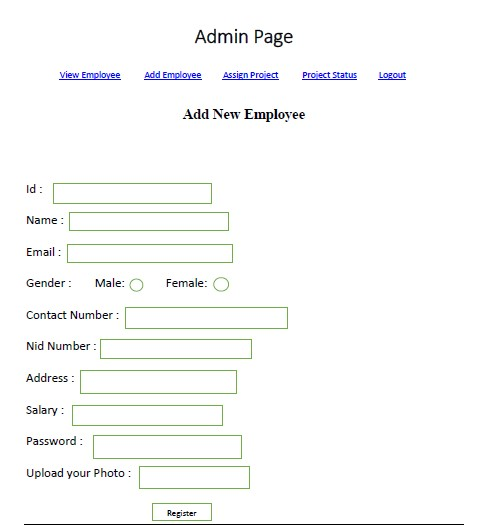 Admin Page
View Employee Add Employee Assign Project Project Status Logout
Add New Employee
Id :
Name :
Email :
Gender : Male: Female:
Contact Number :
Nid Number :
Address :
Salary :
Password :
Upload your Photo :
Register